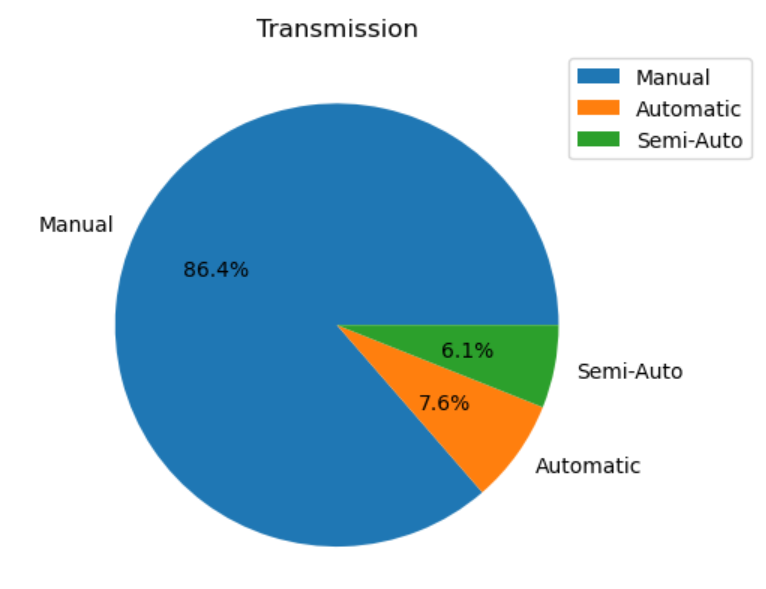 Transmission
Manual
Automatic
Semi-Auto
Manual
86.4%
6.1%
Semi-Auto
7.6%
Automatic